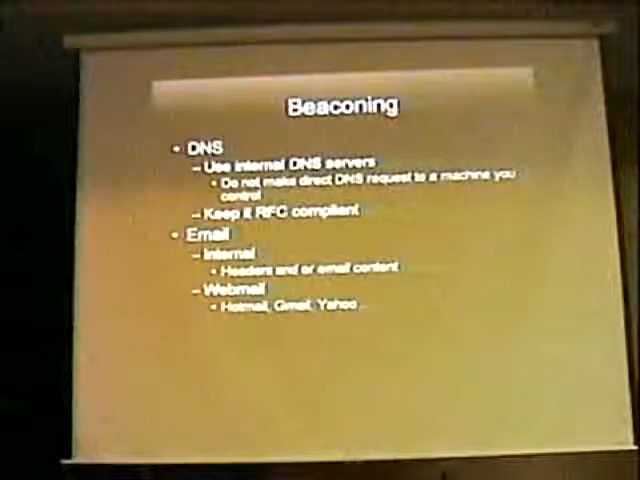 Beaconing
• DNS
– Use internal DNS servers
• Do not make direct DNS request to a machine you
control
– Keep it RFC compliant
• Email
– Internal
• Headers and or email content
– Webmail
• Hotmail, Gmail, Yahoo...